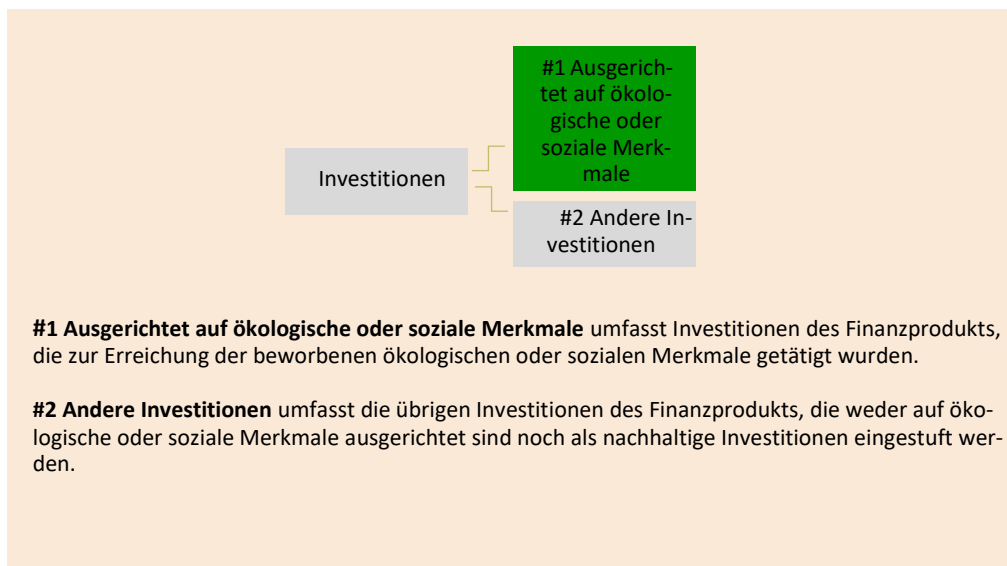 #1 Ausgerich-
tet auf ökolo-
gische oder
soziale Merk-
male
Investitionen
#2 Andere In-
vestitionen
#1 Ausgerichtet auf ökologische oder soziale Merkmale umfasst Investitionen des Finanzprodukts,
die zur Erreichung der beworbenen ökologischen oder sozialen Merkmale getätigt wurden.
#2 Andere Investitionen umfasst die übrigen Investitionen des Finanzprodukts, die weder auf öko-
logische oder soziale Merkmale ausgerichtet sind noch als nachhaltige Investitionen eingestuft wer-
den.